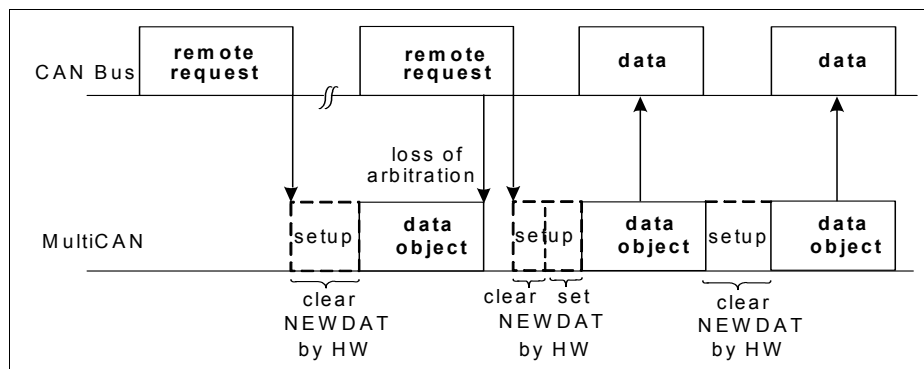 remote
request
remote
request
data
data
CAN Bus
loss of
arbitration
MultiCAN
setup
data
object
setup
data
object
setup
data
object
clear
NEWDAT
by HW
clear set
NEWDAT
by HW
clear
NEWDAT
by HW